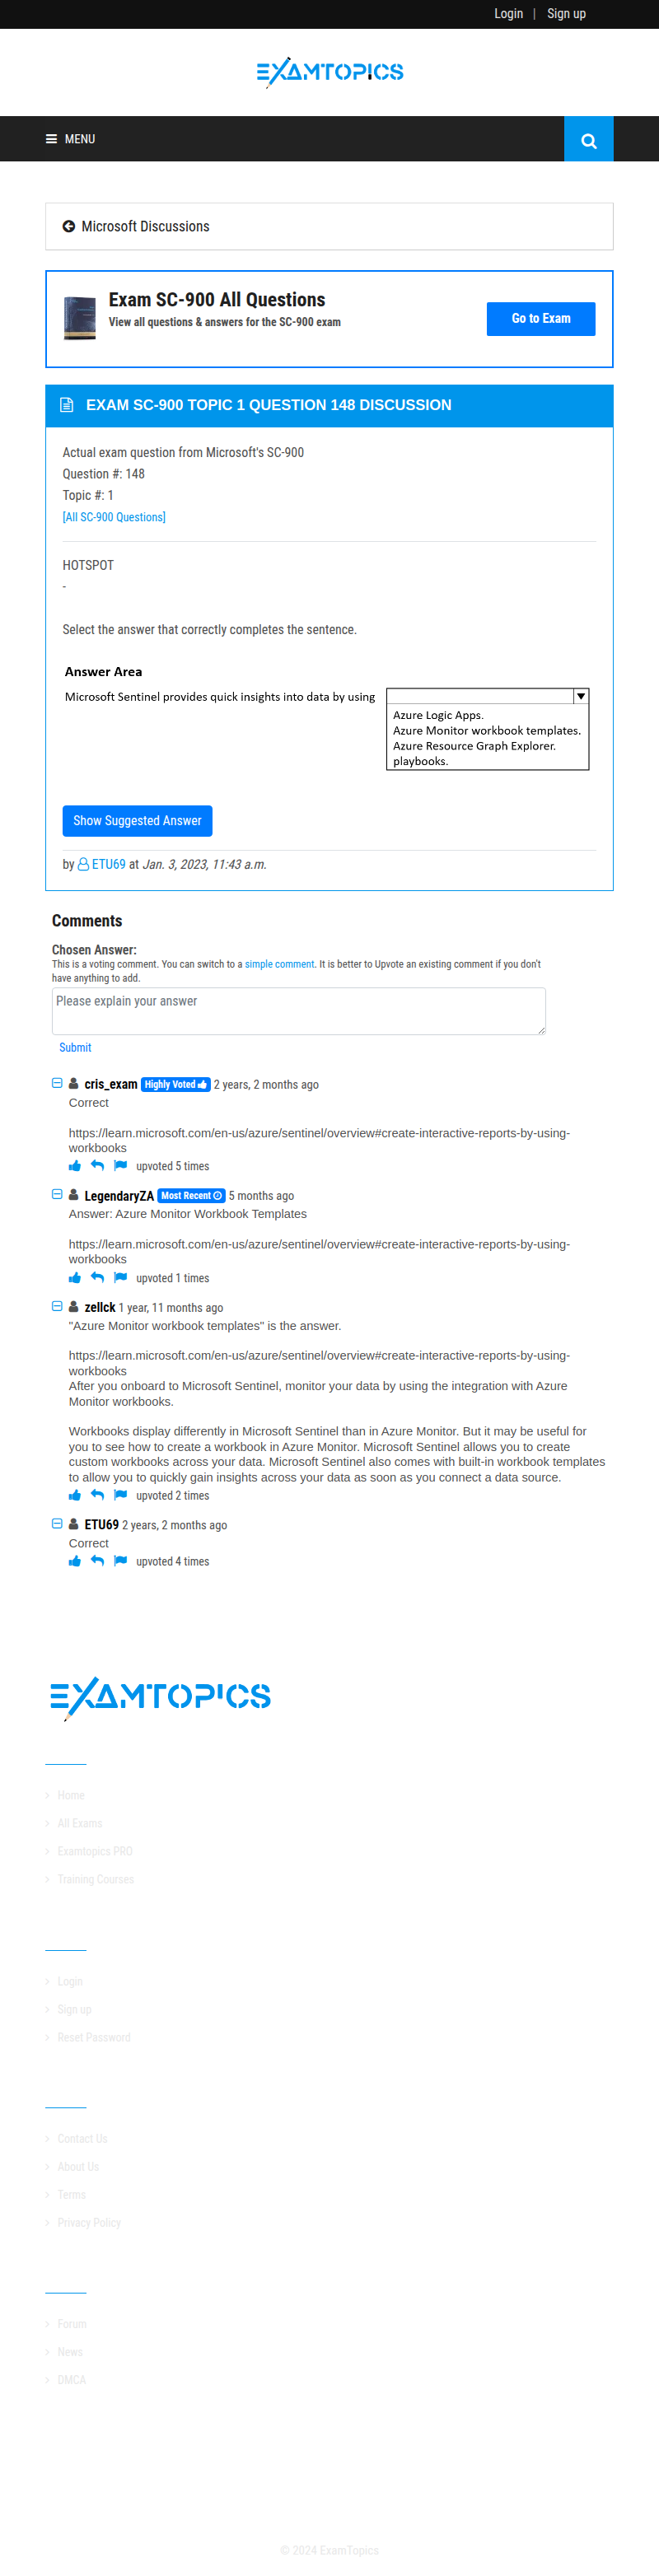 Login | Sign up
EXAMTOPICS
MENU
Microsoft Discussions
Exam SC-900 All Questions
View all questions & answers for the SC-900 exam
Go to Exam
EXAM SC-900 TOPIC 1 QUESTION 148 DISCUSSION
Actual exam question from Microsoft's SC-900
Question #: 148
Topic #: 1
[All SC-900 Questions]
HOTSPOT
-
Select the answer that correctly completes the sentence.
Answer Area
Microsoft Sentinel provides quick insights into data by using
Azure Logic Apps.
Azure Monitor workbook templates.
Azure Resource Graph Explorer.
playbooks.
Show Suggested Answer
by ETU69 at Jan. 3, 2023, 11:43 a.m.
Comments
Chosen Answer:
This is a voting comment. You can switch to a simple comment. It is better to Upvote an existing comment if you don't
have anything to add.
Please explain your answer
Submit
cris_exam Highly Voted 2 years, 2 months ago
Correct
https://learn.microsoft.com/en-us/azure/sentinel/overview#create-interactive-reports-by-using-
workbooks
upvoted 5 times
LegendaryZA Most Recent 5 months ago
Answer: Azure Monitor Workbook Templates
https://learn.microsoft.com/en-us/azure/sentinel/overview#create-interactive-reports-by-using-
workbooks
upvoted 1 times
zellck 1 year, 11 months ago
"Azure Monitor workbook templates" is the answer.
https://learn.microsoft.com/en-us/azure/sentinel/overview#create-interactive-reports-by-using-
workbooks
After you onboard to Microsoft Sentinel, monitor your data by using the integration with Azure
Monitor workbooks.
Workbooks display differently in Microsoft Sentinel than in Azure Monitor. But it may be useful for
you to see how to create a workbook in Azure Monitor. Microsoft Sentinel allows you to create
custom workbooks across your data. Microsoft Sentinel also comes with built-in workbook templates
to allow you to quickly gain insights across your data as soon as you connect a data source.
upvoted 2 times
ETU69 2 years, 2 months ago
Correct
upvoted 4 times
EXAMTOPICS
Home
All Exams
Examtopics PRO
Training Courses
Login
Sign up
Reset Password
Contact Us
About Us
Terms
Privacy Policy
Forum
News
DMCA
© 2024 ExamTopics